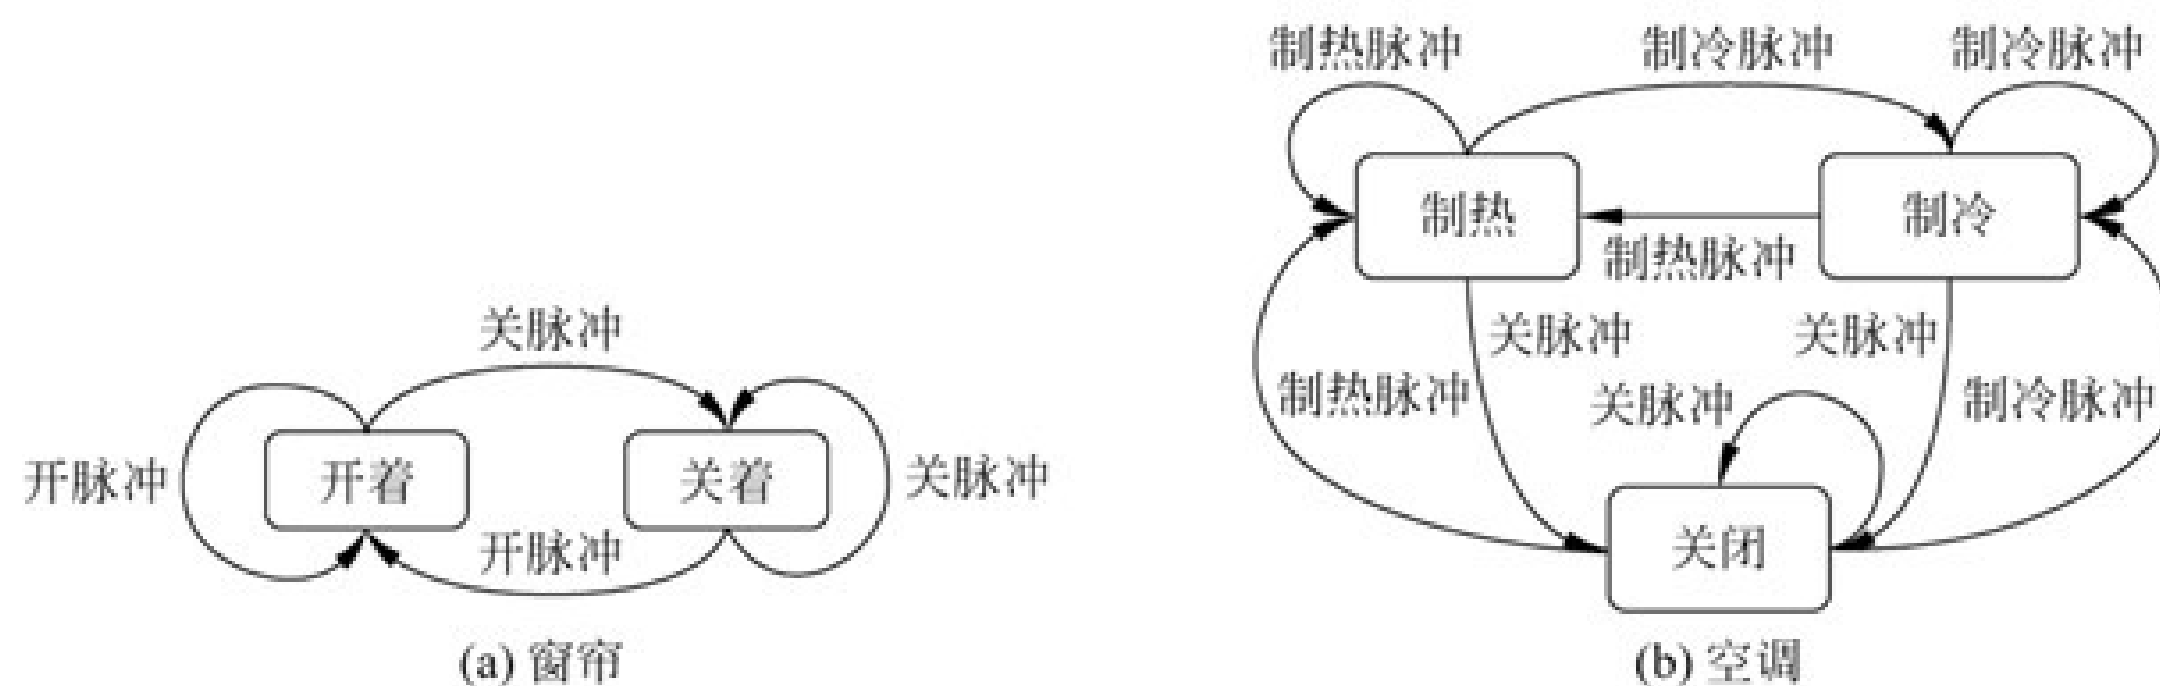 制热脉冲
制冷脉冲
制冷脉冲
制热
制冷
制热脉冲
关脉冲
关脉冲
关脉冲
制热脉冲
关脉冲
制冷脉冲
开脉冲
开着
关着
关脉冲
开脉冲
关闭
(a) 窗帘
(b) 空调